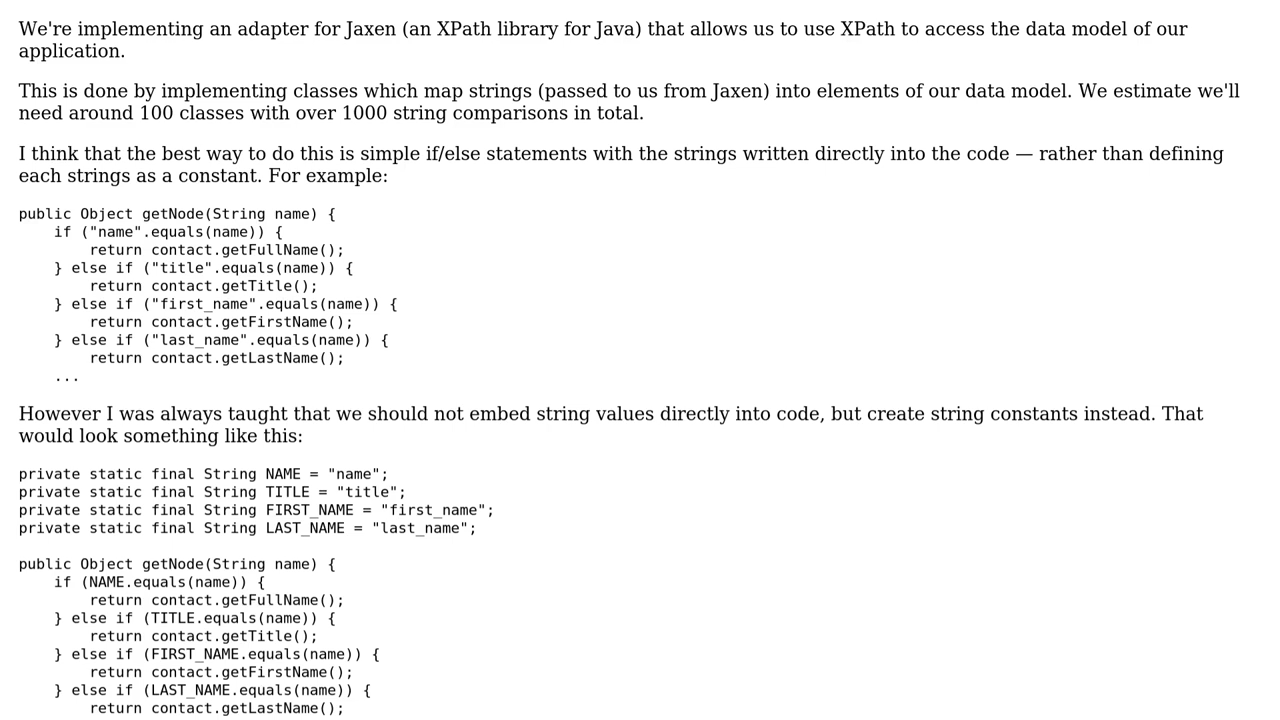 We're implementing an adapter for Jaxen (an XPath library for Java) that allows us to use XPath to access the data model of our
application.
This is done by implementing classes which map strings (passed to us from Jaxen) into elements of our data model. We estimate we'll
need around 100 classes with over 1000 string comparisons in total.
I think that the best way to do this is simple if/else statements with the strings written directly into the code — rather than defining
each strings as a constant. For example:
public Object getNode(String name) {
    if ("name".equals(name)) {
        return contact.getFullName();
    } else if ("title".equals(name)) {
        return contact.getTitle();
    } else if ("first_name".equals(name)) {
        return contact.getFirstName();
    } else if ("last_name".equals(name)) {
        return contact.getLastName();
    ...
However I was always taught that we should not embed string values directly into code, but create string constants instead. That
would look something like this:
private static final String NAME = "name";
private static final String TITLE = "title";
private static final String FIRST_NAME = "first_name";
private static final String LAST_NAME = "last_name";
public Object getNode(String name) {
    if (NAME.equals(name)) {
        return contact.getFullName();
    } else if (TITLE.equals(name)) {
        return contact.getTitle();
    } else if (FIRST_NAME.equals(name)) {
        return contact.getFirstName();
    } else if (LAST_NAME.equals(name)) {
        return contact.getLastName();